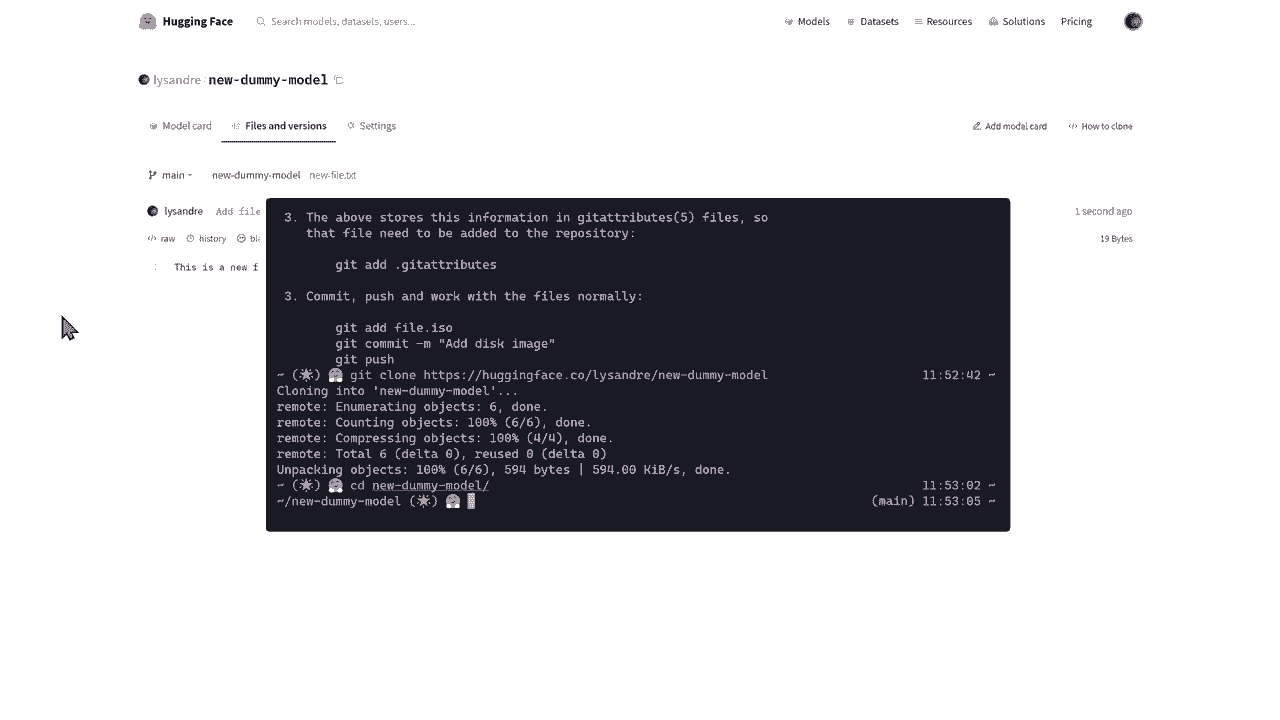 Hugging Face Search models, datasets, users... Models Datasets Resources Solutions Pricing
lysandre / new-dummy-model
Model card Files and versions Settings Add model card How to clone
main new-dummy-model new-file.txt
lysandre Add file 1 second ago
raw history bl 19 Bytes
This is a new f
3. The above stores this information in gitattributes(5) files, so
that file need to be added to the repository:
git add .gitattributes
3. Commit, push and work with the files normally:
git add file.iso
git commit -m "Add disk image"
git push
~ (🌟) 🤗 git clone https://huggingface.co/lysandre/new-dummy-model 11:52:42 ~
Cloning into 'new-dummy-model'...
remote: Enumerating objects: 6, done.
remote: Counting objects: 100% (6/6), done.
remote: Compressing objects: 100% (4/4), done.
remote: Total 6 (delta 0), reused 0 (delta 0)
Unpacking objects: 100% (6/6), 594 bytes | 594.00 KiB/s, done.
~ (🌟) 🤗 cd new-dummy-model/ 11:53:02 ~
~/new-dummy-model (🌟) 🤗 (main) 11:53:05 ~